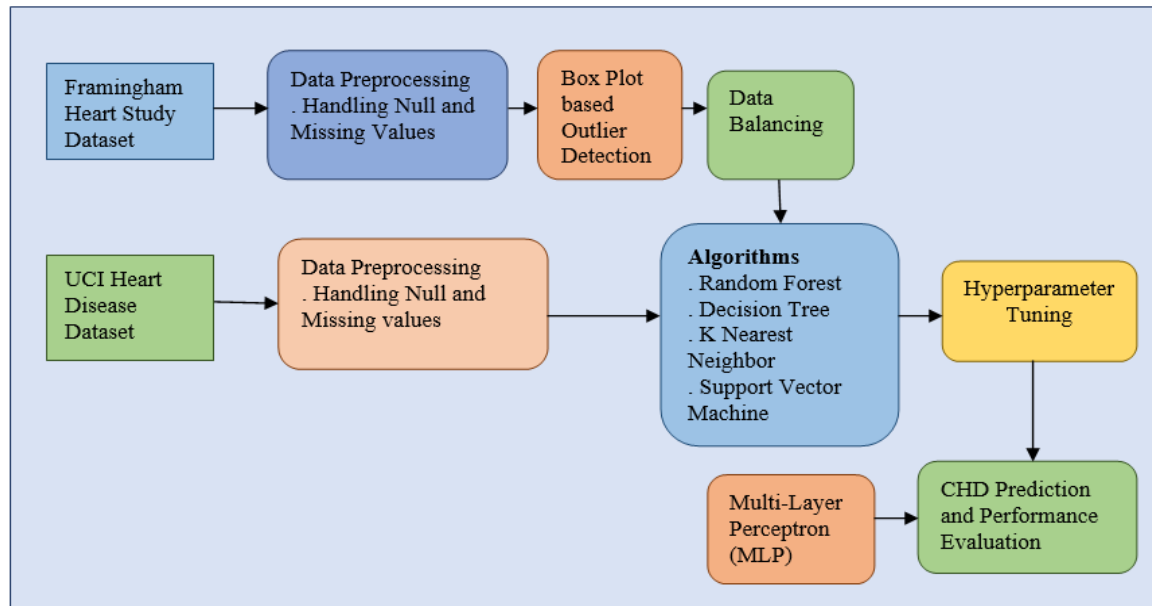 Framingham
Heart Study
Dataset
Data Preprocessing
. Handling Null and
Missing Values
Box Plot
based
Outlier
Detection
Data
Balancing
UCI Heart
Disease
Dataset
Data Preprocessing
. Handling Null and
Missing values
Algorithms
. Random Forest
. Decision Tree
. K Nearest
Neighbor
. Support Vector
Machine
Hyperparameter
Tuning
Multi-Layer
Perceptron
(MLP)
CHD Prediction
and Performance
Evaluation